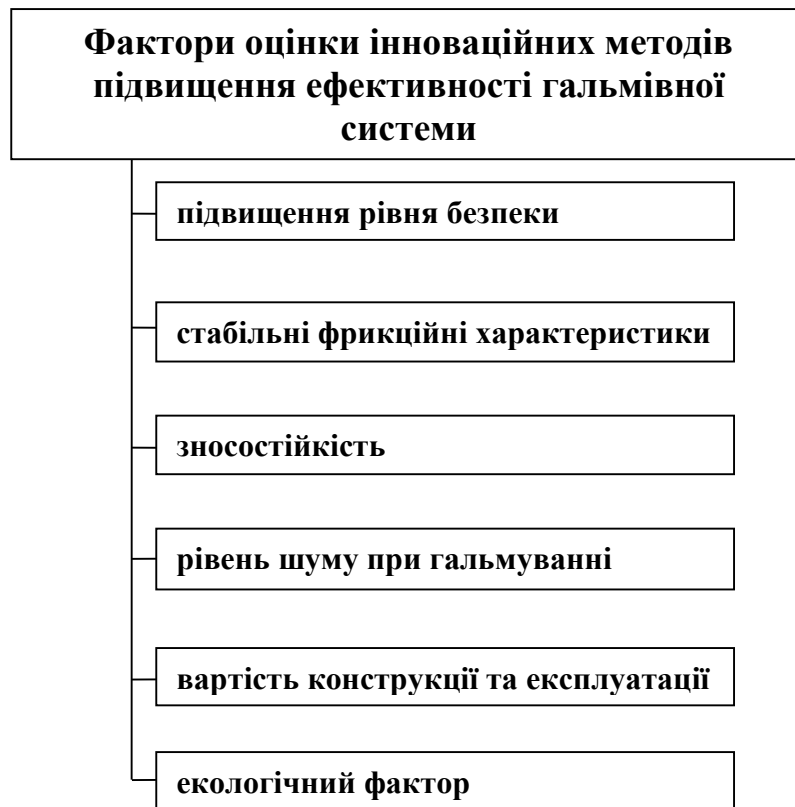 Фактори оцінки інноваційних методів
підвищення ефективності гальмівної
системи
підвищення рівня безпеки
стабільні фрикційні характеристики
зносостійкість
рівень шуму при гальмуванні
вартість конструкції та експлуатації
екологічний фактор